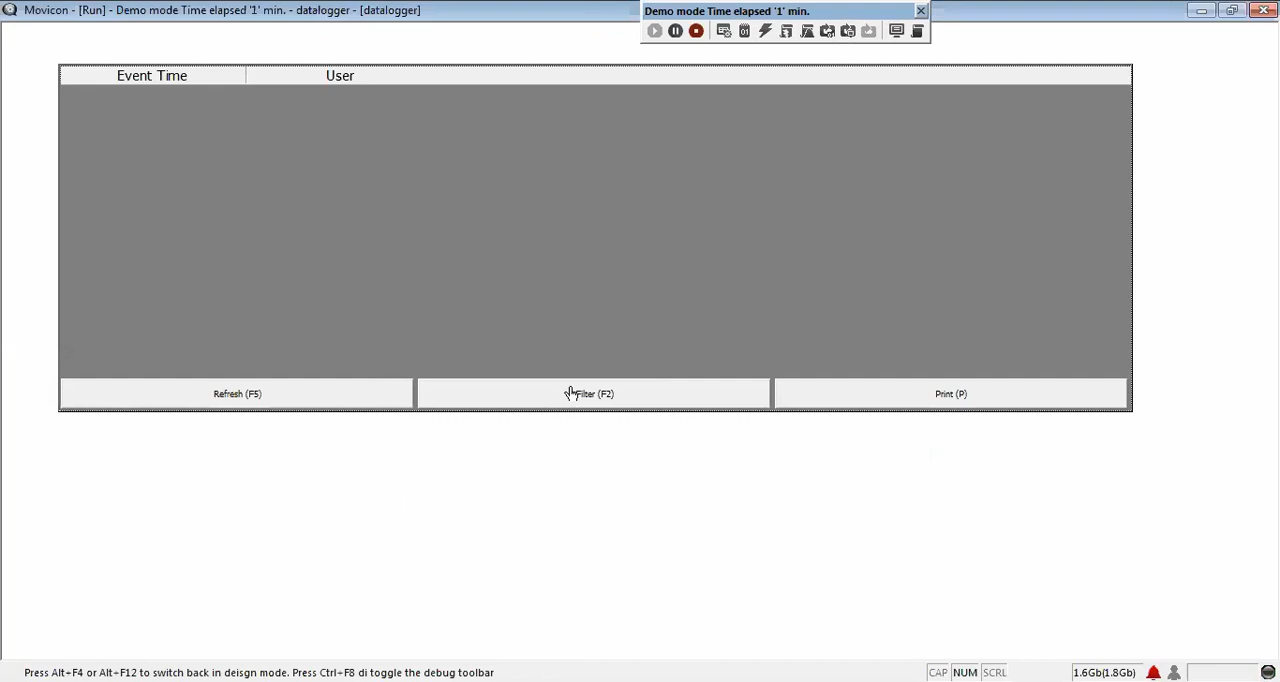 Movicon - [Run] - Demo mode Time elapsed '1' min. - datalogger - [datalogger]
Demo mode Time elapsed '1' min.
01
Event Time User
Refresh (F5) Filter (F2) Print (P)
Press Alt+F4 or Alt+F12 to switch back in deisgn mode. Press Ctrl+F8 di toggle the debug toolbar
CAP NUM SCRL 1.6Gb(1.8Gb)